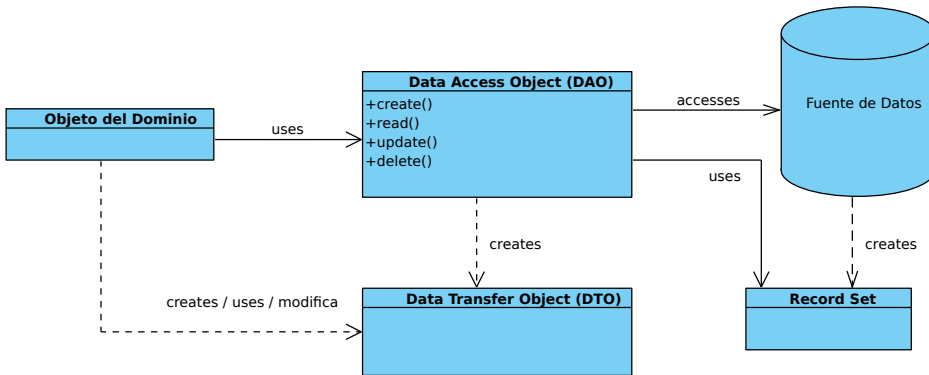 Data Access Object (DAO)
+create()
+read()
+update()
+delete()
accesses
Fuente de Datos
Objeto del Dominio
uses
uses
creates
creates
creates / uses / modifica
Data Transfer Object (DTO)
Record Set